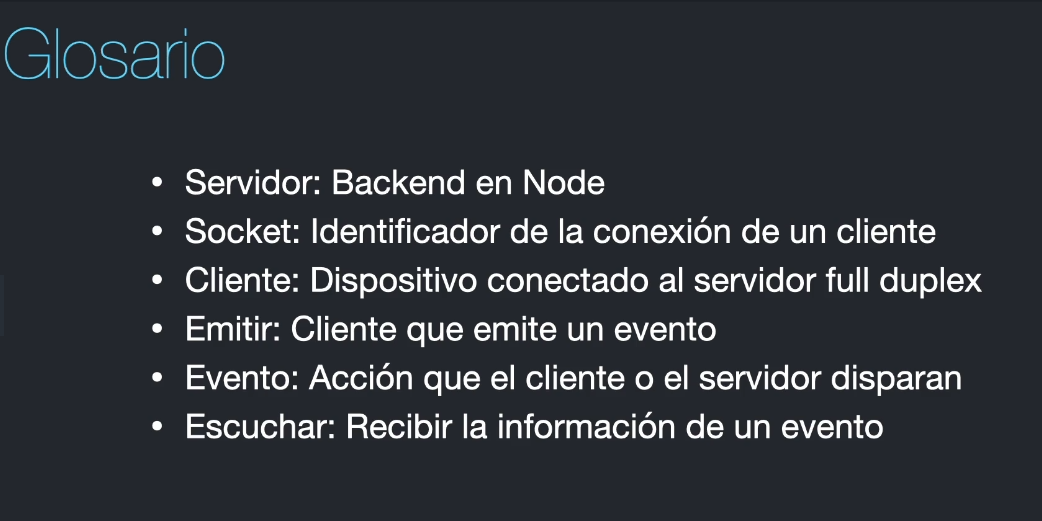 Glosario
• Servidor: Backend en Node
• Socket: Identificador de la conexión de un cliente
• Cliente: Dispositivo conectado al servidor full duplex
• Emitir: Cliente que emite un evento
• Evento: Acción que el cliente o el servidor disparan
• Escuchar: Recibir la información de un evento